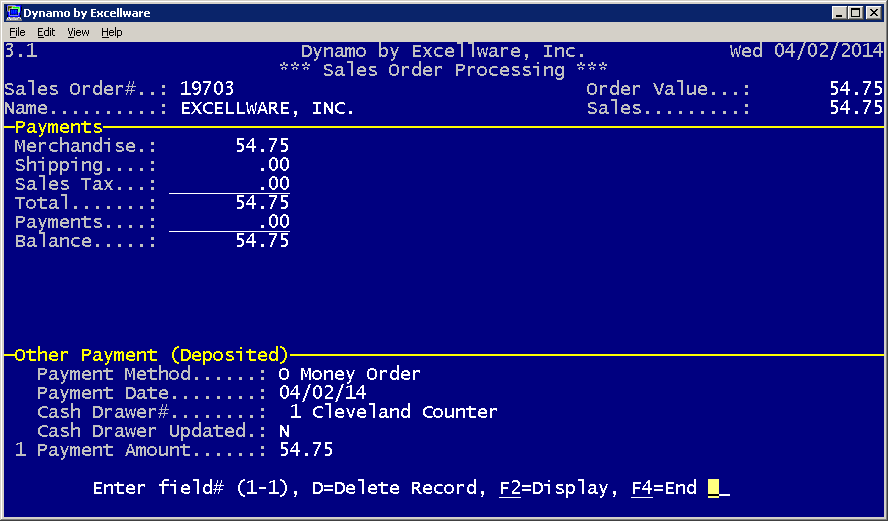 Dynamo by Excellware
File Edit View Help
3.1 Dynamo by Excellware, Inc. Wed 04/02/2014
*** Sales Order Processing ***
Sales Order#..: 19703 Order Value...: 54.75
Name..........: EXCELLWARE, INC. Sales.........: 54.75
Payments
Merchandise.: 54.75
Shipping....: .00
Sales Tax...: .00
Total.......: 54.75
Payments....: .00
Balance.....: 54.75
Other Payment (Deposited)
Payment Method......: O Money Order
Payment Date........: 04/02/14
Cash Drawer#........: 1 Cleveland Counter
Cash Drawer Updated.: N
1 Payment Amount......: 54.75
Enter field# (1-1), D=Delete Record, F2=Display, F4=End _